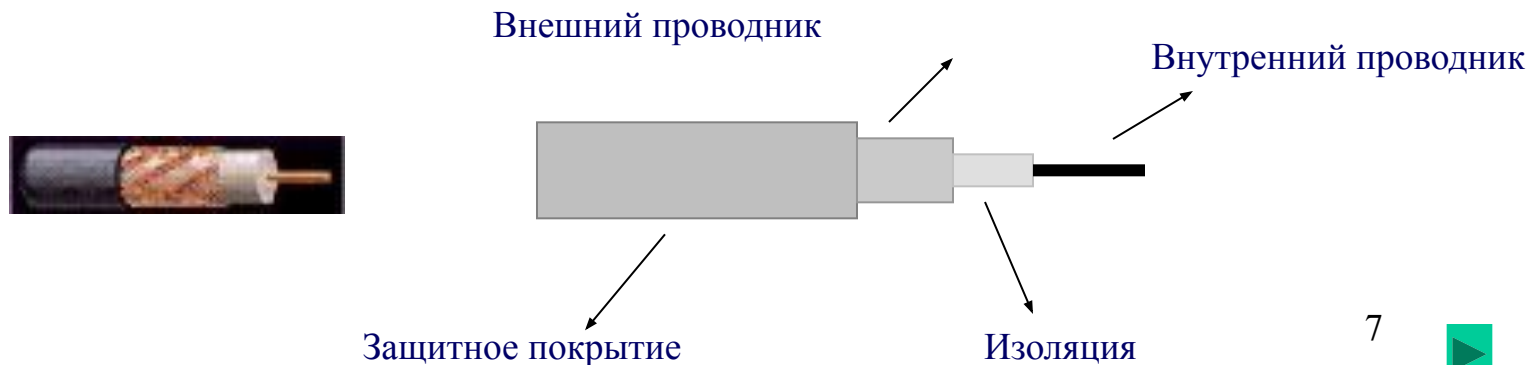 Внешний проводник
Внутренний проводник
Защитное покрытие
Изоляция
7